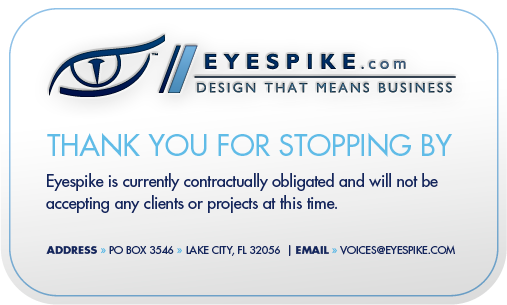 EYESPIKE.com™
DESIGN THAT MEANS BUSINESS
THANK YOU FOR STOPPING BY
Eyespike is currently contractually obligated and will not be
accepting any clients or projects at this time.
ADDRESS » PO BOX 3546 » LAKE CITY, FL 32056 | EMAIL » VOICES@EYESPIKE.COM